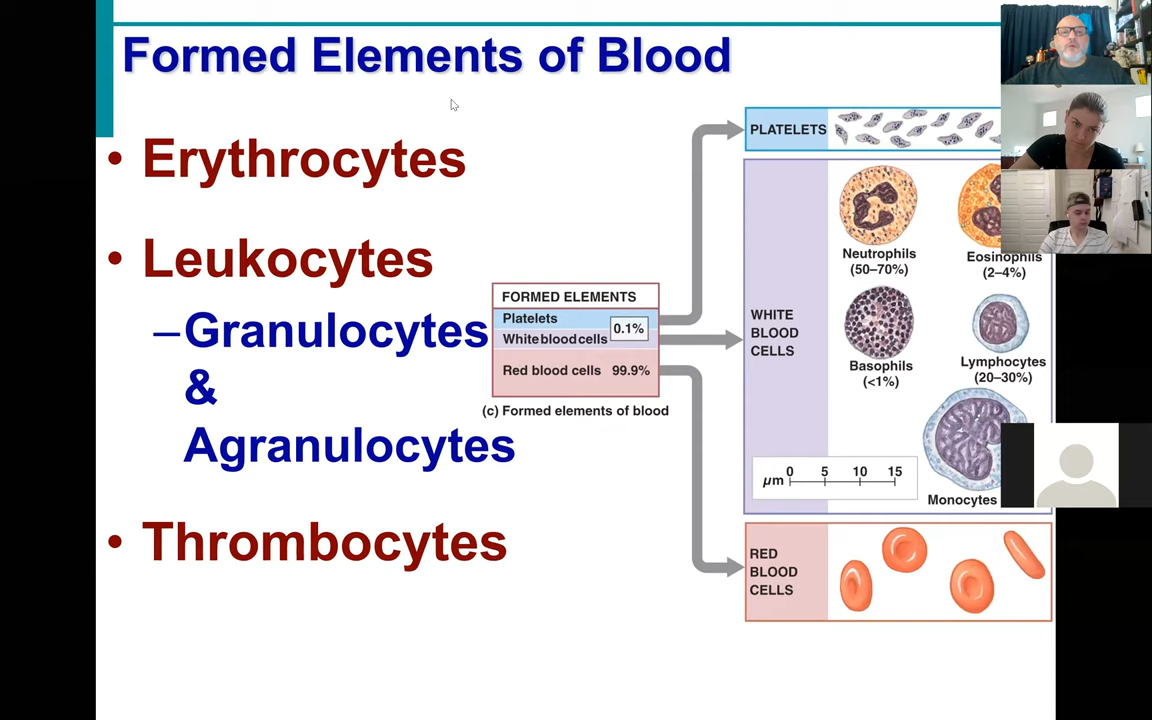 Formed Elements of Blood
• Erythrocytes
• Leukocytes
–Granulocytes
&
Agranulocytes
• Thrombocytes
FORMED ELEMENTS
Platelets
White blood cells
0.1%
Red blood cells 99.9%
(c) Formed elements of blood
PLATELETS
WHITE
BLOOD
CELLS
Neutrophils
(50–70%)
Eosinophils
(2–4%)
Basophils
(<1%)
Lymphocytes
(20–30%)
Monocytes
µm 0 5 10 15
RED
BLOOD
CELLS